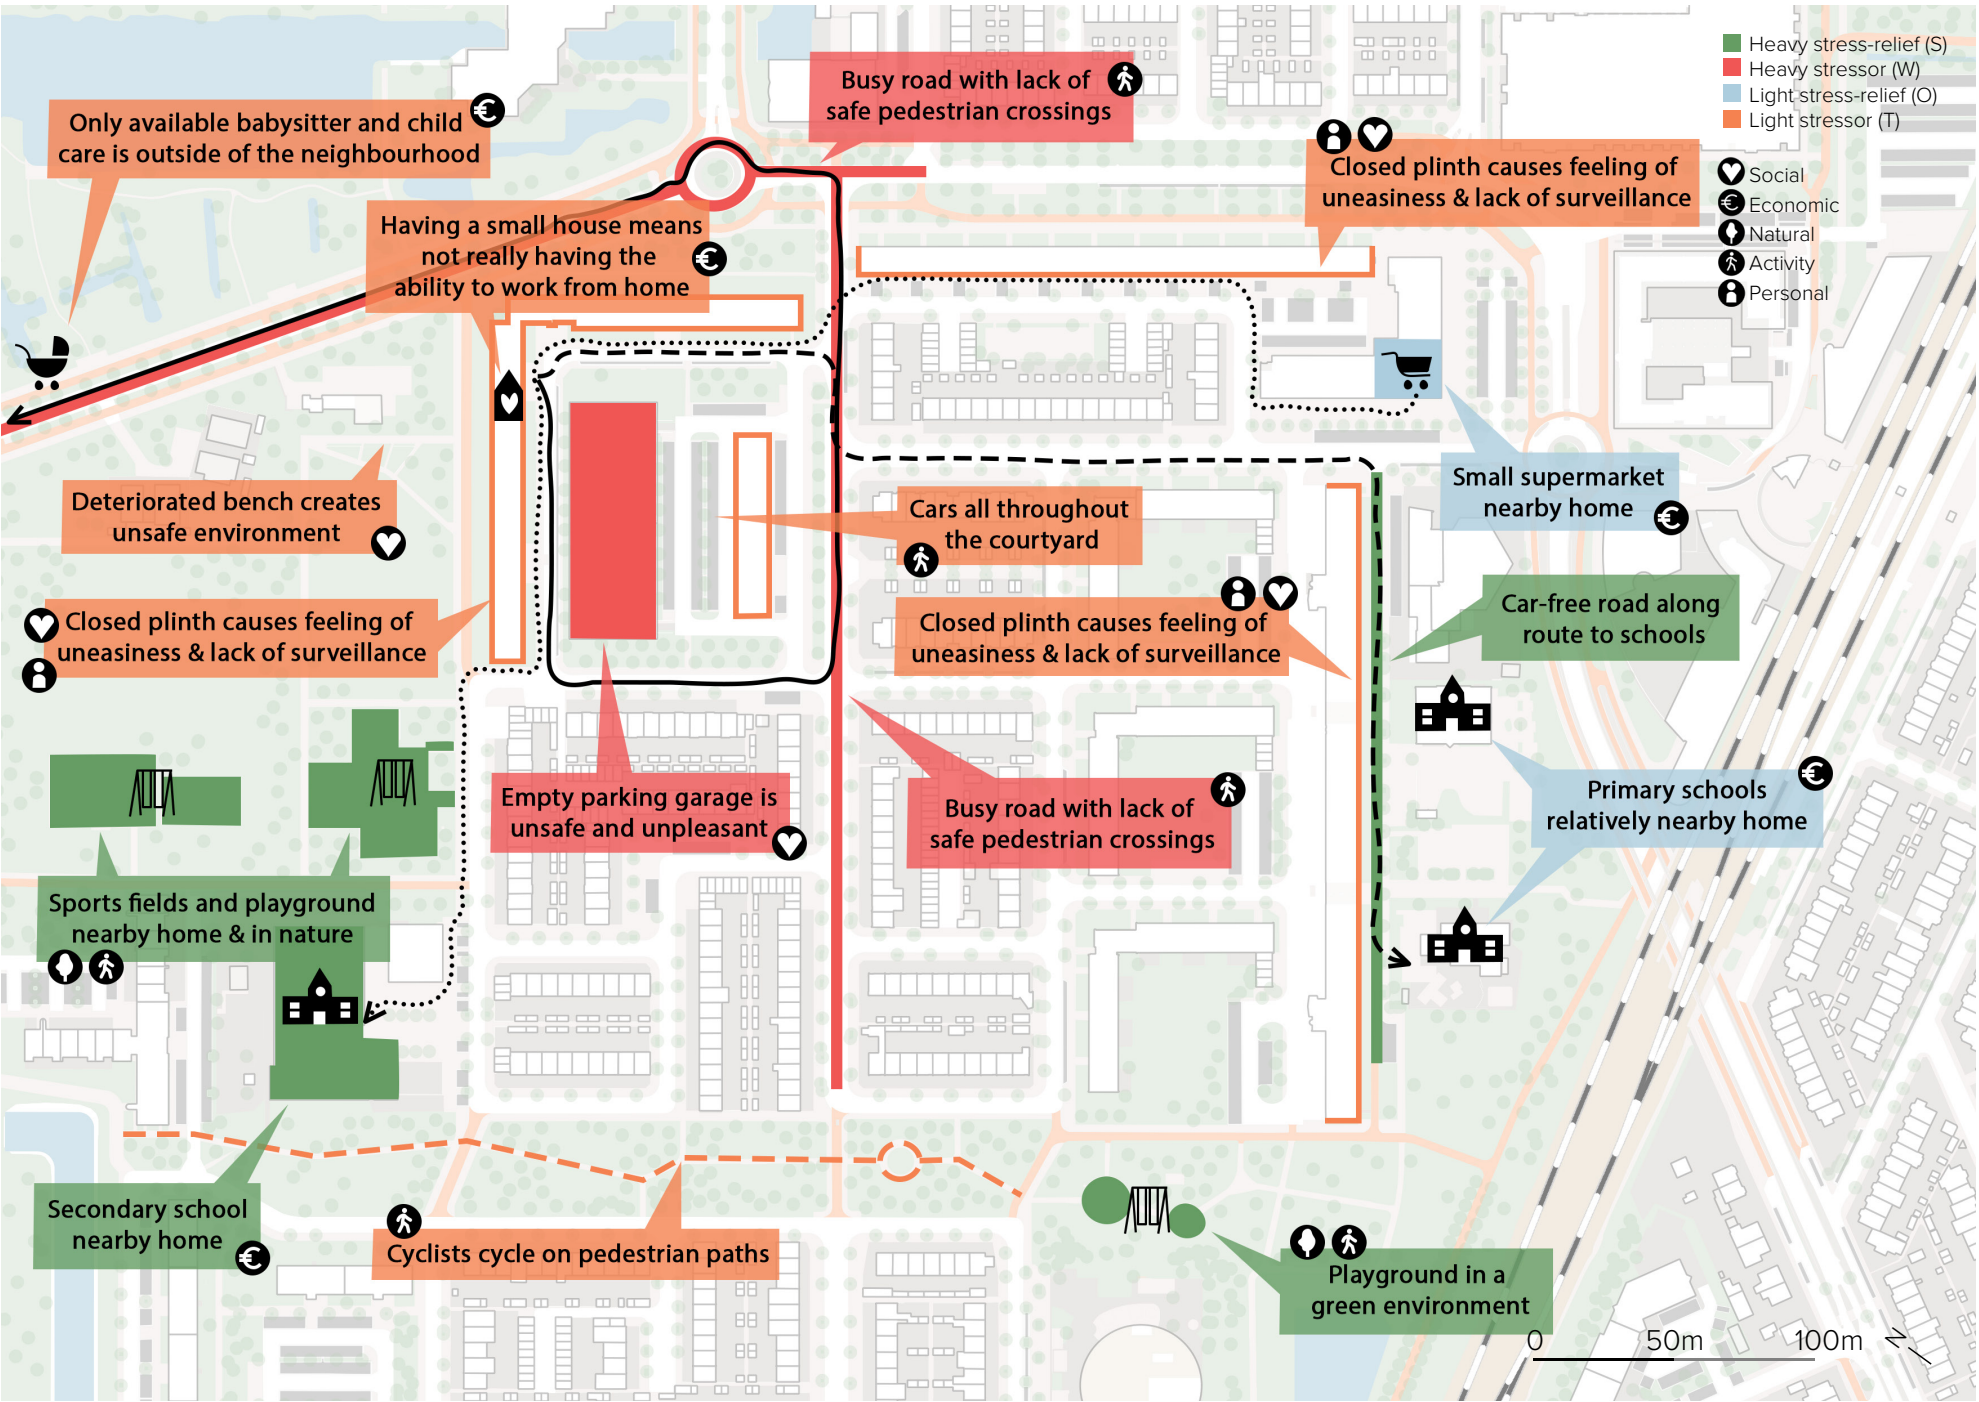 Heavy stress-relief (S)
Heavy stressor (W)
Light stress-relief (O)
Light stressor (T)
Social
Economic
Natural
Activity
Personal
Busy road with lack of
safe pedestrian crossings
Only available babysitter and child
care is outside of the neighbourhood
Closed plinth causes feeling of
uneasiness & lack of surveillance
Having a small house means
not really having the
ability to work from home
Deteriorated bench creates
unsafe environment
Small supermarket
nearby home
Cars all throughout
the courtyard
Closed plinth causes feeling of
uneasiness & lack of surveillance
Closed plinth causes feeling of
uneasiness & lack of surveillance
Car-free road along
route to schools
Empty parking garage is
unsafe and unpleasant
Busy road with lack of
safe pedestrian crossings
Primary schools
relatively nearby home
Sports fields and playground
nearby home & in nature
Secondary school
nearby home
Cyclists cycle on pedestrian paths
Playground in a
green environment
0 50m 100m
N